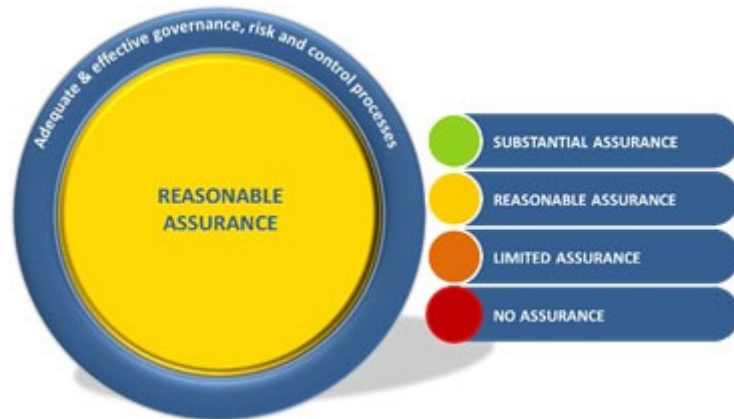 Adequate & effective governance, risk and control processes
REASONABLE
ASSURANCE
SUBSTANTIAL ASSURANCE
REASONABLE ASSURANCE
LIMITED ASSURANCE
NO ASSURANCE